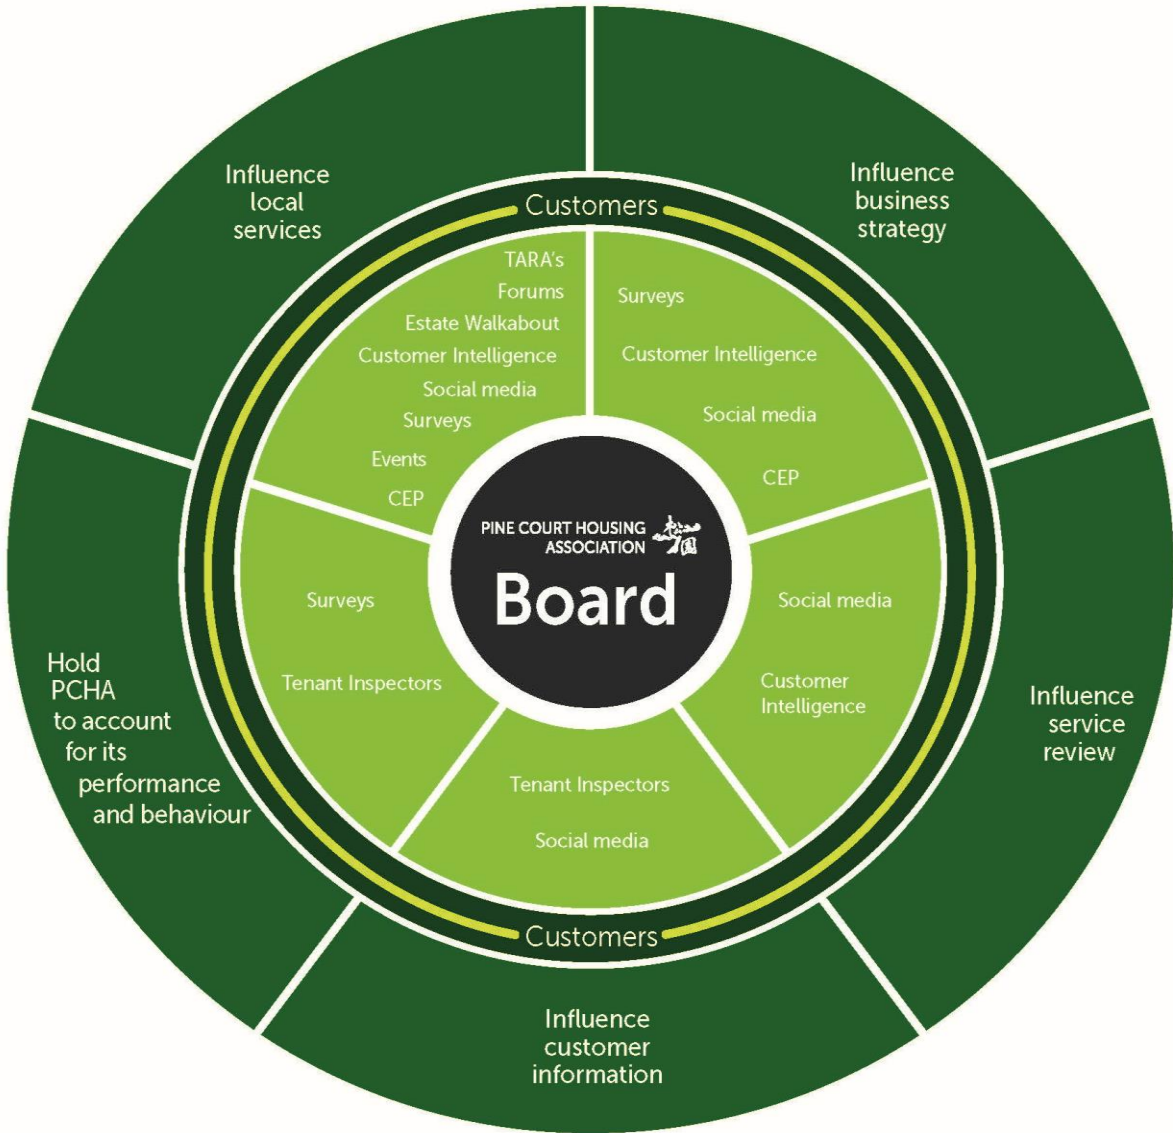 Influence
local
services
Influence
business
strategy
Customers
TARA's
Forums
Estate Walkabout
Customer Intelligence
Social media
Surveys
Events
CEP
Surveys
Customer Intelligence
Social media
CEP
PINE COURT HOUSING
ASSOCIATION
Board
Surveys
Tenant Inspectors
Social media
Customer
Intelligence
Tenant Inspectors
Social media
Hold
PCHA
to account
for its
performance
and behaviour
Influence
service
review
Customers
Influence
customer
information